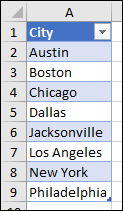 A
1 City
2 Austin
3 Boston
4 Chicago
5 Dallas
6 Jacksonville
7 Los Angeles
8 New York
9 Philadelphia